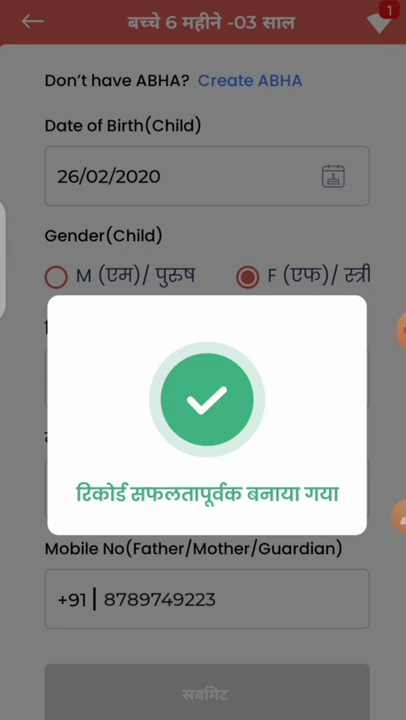 बच्चे 6 महीने -03 साल
1
Don't have ABHA? Create ABHA
Date of Birth(Child)
26/02/2020
Gender(Child)
M (एम)/ पुरुष F (एफ)/ स्त्री
रिकोर्ड सफलतापूर्वक बनाया गया
Mobile No(Father/Mother/Guardian)
+91 8789749223
सबमिट